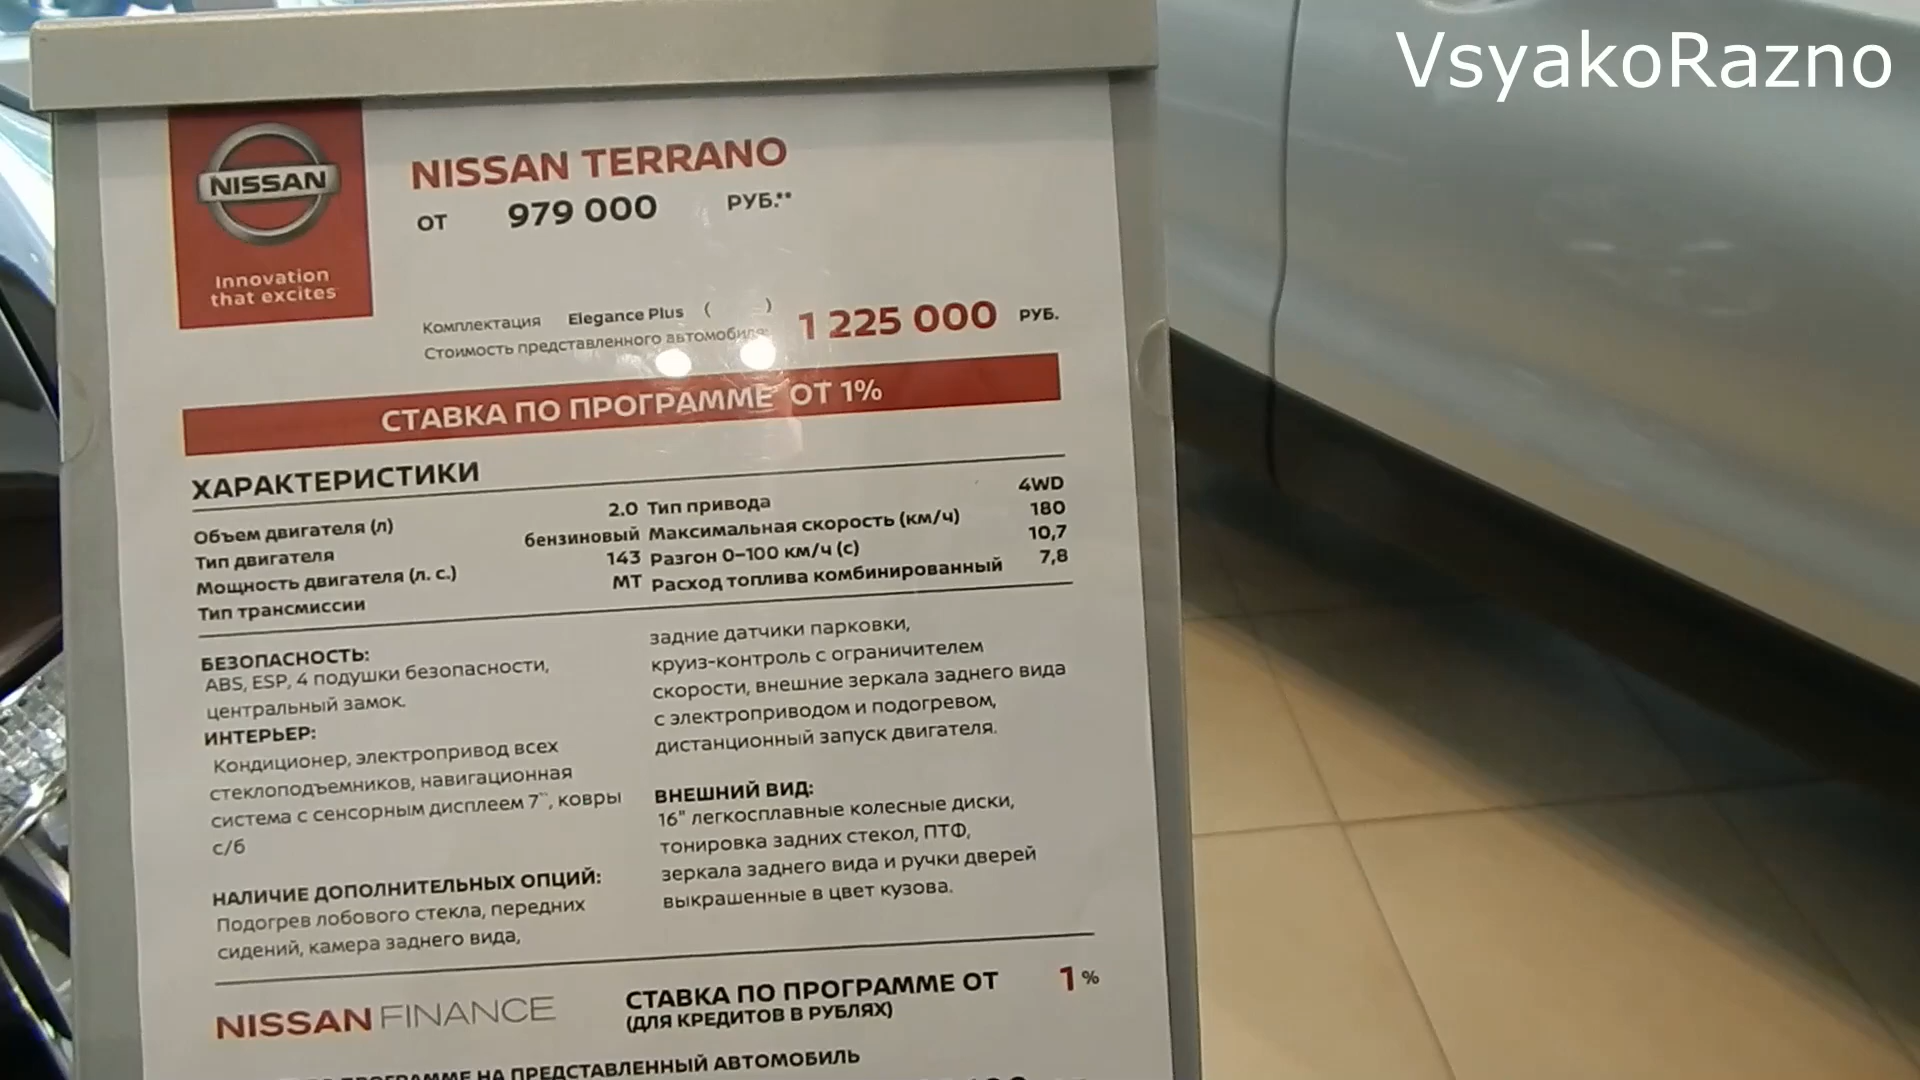 VsyakoRazno
NISSAN
Innovation
that excites
NISSAN TERRANO
ОТ 979 000 РУБ.**
Комплектация Elegance Plus ( )
Стоимость представленного автомобиля: 1 225 000 РУБ.
СТАВКА ПО ПРОГРАММЕ ОТ 1%
ХАРАКТЕРИСТИКИ
Объем двигателя (л) 2.0
Тип двигателя бензиновый
Мощность двигателя (л. с.) 143
Тип трансмиссии МТ
Тип привода 4WD
Максимальная скорость (км/ч) 180
Разгон 0–100 км/ч (с) 10,7
Расход топлива комбинированный 7,8
БЕЗОПАСНОСТЬ:
ABS, ESP, 4 подушки безопасности,
центральный замок.
ИНТЕРЬЕР:
Кондиционер, электропривод всех
стеклоподъемников, навигационная
система с сенсорным дисплеем 7", ковры
с/б
НАЛИЧИЕ ДОПОЛНИТЕЛЬНЫХ ОПЦИЙ:
Подогрев лобового стекла, передних
сидений, камера заднего вида,
задние датчики парковки,
круиз-контроль с ограничителем
скорости, внешние зеркала заднего вида
с электроприводом и подогревом,
дистанционный запуск двигателя.
ВНЕШНИЙ ВИД:
16" легкосплавные колесные диски,
тонировка задних стекол, ПТФ,
зеркала заднего вида и ручки дверей
выкрашенные в цвет кузова.
NISSAN FINANCE
СТАВКА ПО ПРОГРАММЕ ОТ 1%
(ДЛЯ КРЕДИТОВ В РУБЛЯХ)
ПРОГРАММЕ НА ПРЕДСТАВЛЕННЫЙ АВТОМОБИЛЬ